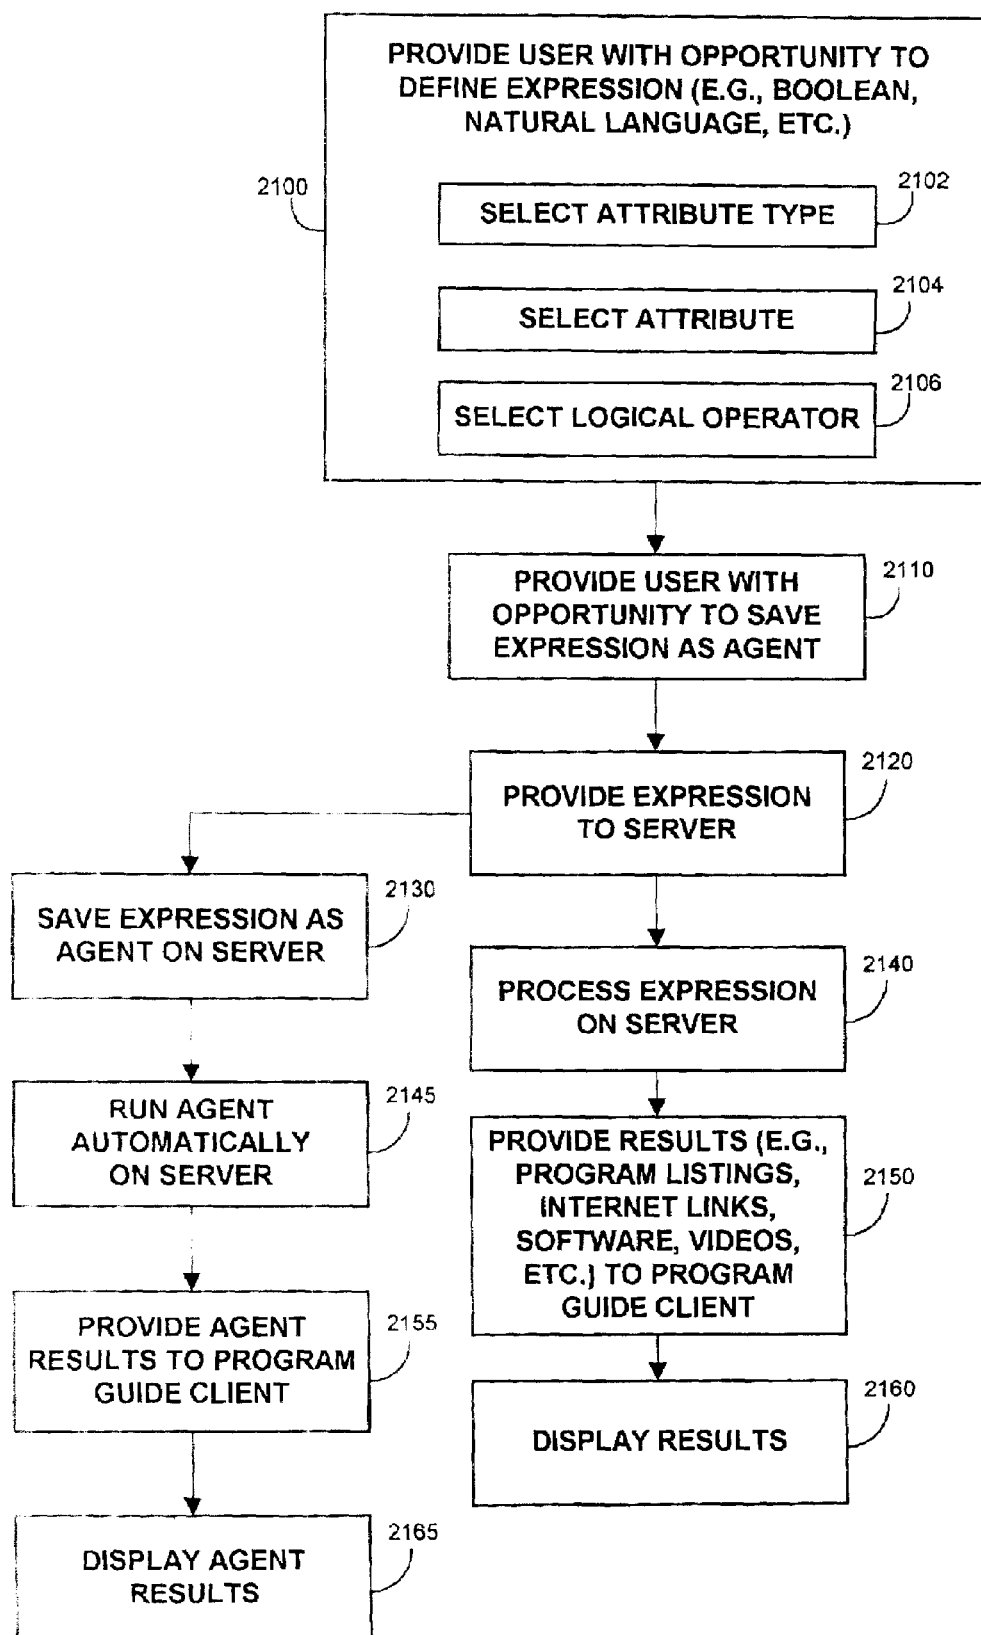 PROVIDE USER WITH OPPORTUNITY TO
DEFINE EXPRESSION (E.G., BOOLEAN,
NATURAL LANGUAGE, ETC.)
2100
2102
SELECT ATTRIBUTE TYPE
2104
SELECT ATTRIBUTE
2106
SELECT LOGICAL OPERATOR
PROVIDE USER WITH
OPPORTUNITY TO SAVE
EXPRESSION AS AGENT
2110
PROVIDE EXPRESSION
TO SERVER
2120
SAVE EXPRESSION AS
AGENT ON SERVER
2130
PROCESS EXPRESSION
ON SERVER
2140
RUN AGENT
AUTOMATICALLY
ON SERVER
2145
PROVIDE RESULTS (E.G.,
PROGRAM LISTINGS,
INTERNET LINKS,
SOFTWARE, VIDEOS,
ETC.) TO PROGRAM
GUIDE CLIENT
2150
PROVIDE AGENT
RESULTS TO PROGRAM
GUIDE CLIENT
2155
DISPLAY RESULTS
2160
DISPLAY AGENT
RESULTS
2165